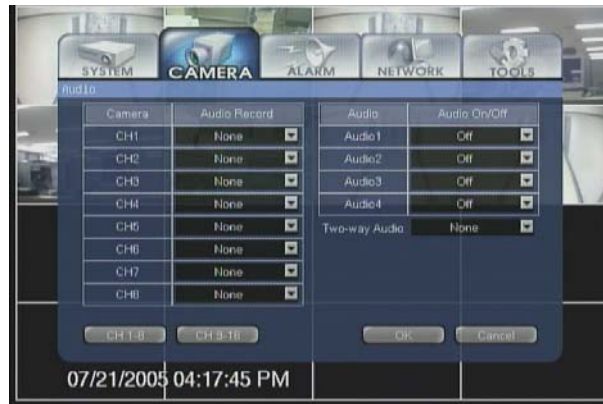 SYSTEM CAMERA ALARM NETWORK TOOLS
Audio
Camera Audio Record Audio Audio On/Off
CH1 None Audio1 Off
CH2 None Audio2 Off
CH3 None Audio3 Off
CH4 None Audio4 Off
CH5 None Two-way Audio None
CH6 None
CH7 None
CH8 None
CH 1-8 CH 9-16 OK Cancel
07/21/2005 04:17:45 PM